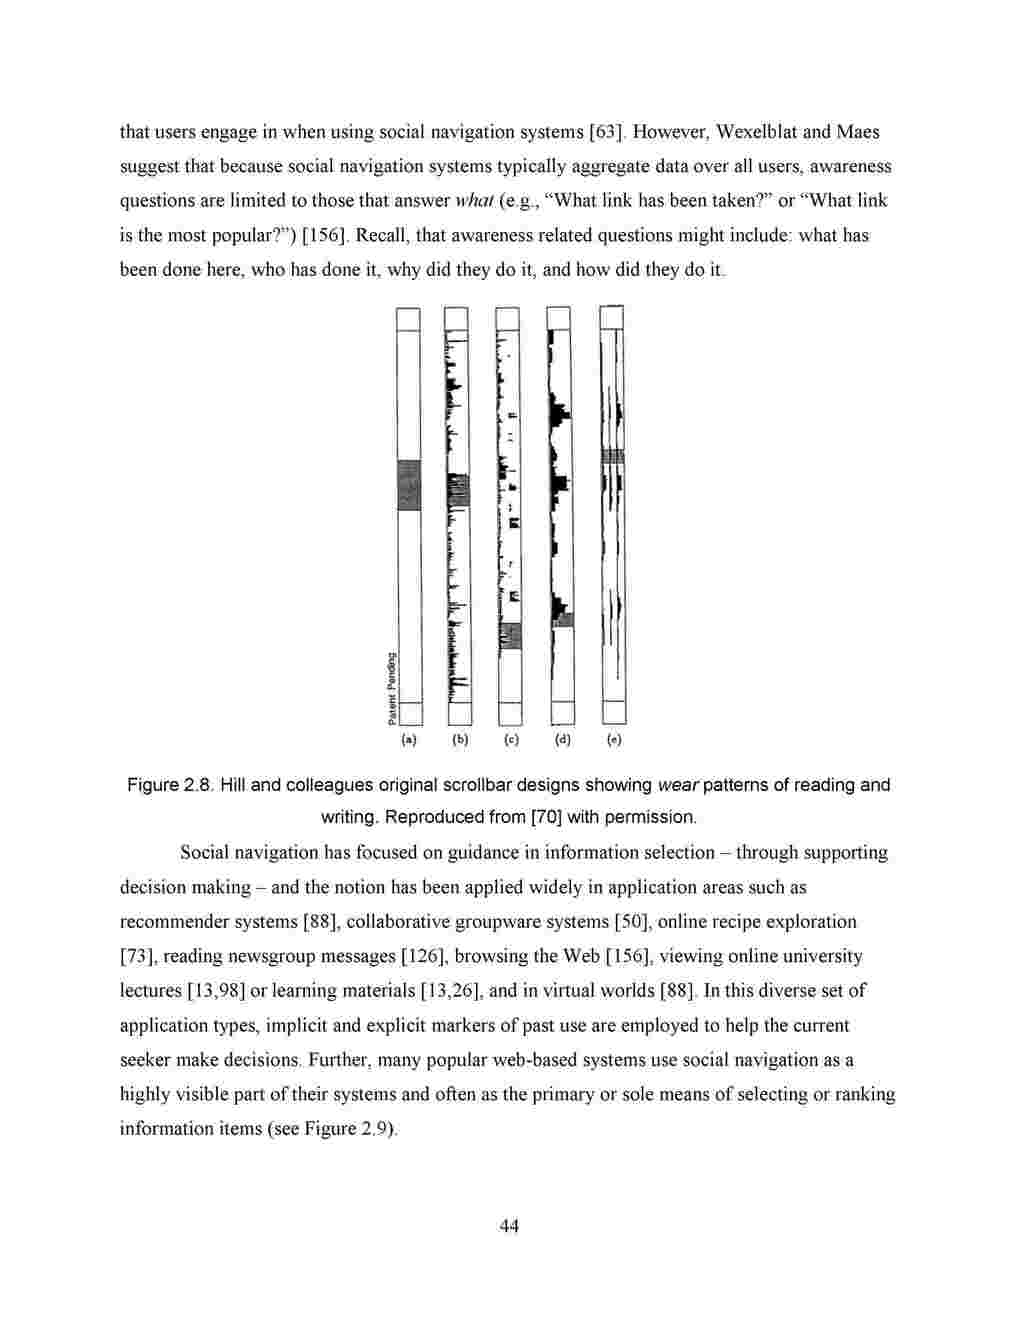 that users engage in when using social navigation systems [63]. However, Wexelblat and Maes
suggest that because social navigation systems typically aggregate data over all users, awareness
questions are limited to those that answer what (e.g., “What link has been taken?” or “What link
is the most popular?”) [156]. Recall, that awareness related questions might include: what has
been done here, who has done it, why did they do it, and how did they do it.
Patent Pending
(a) (b) (c) (d) (e)
Figure 2.8. Hill and colleagues original scrollbar designs showing wear patterns of reading and
writing. Reproduced from [70] with permission.
Social navigation has focused on guidance in information selection – through supporting
decision making – and the notion has been applied widely in application areas such as
recommender systems [88], collaborative groupware systems [50], online recipe exploration
[73], reading newsgroup messages [126], browsing the Web [156], viewing online university
lectures [13,98] or learning materials [13,26], and in virtual worlds [88]. In this diverse set of
application types, implicit and explicit markers of past use are employed to help the current
seeker make decisions. Further, many popular web-based systems use social navigation as a
highly visible part of their systems and often as the primary or sole means of selecting or ranking
information items (see Figure 2.9).
44